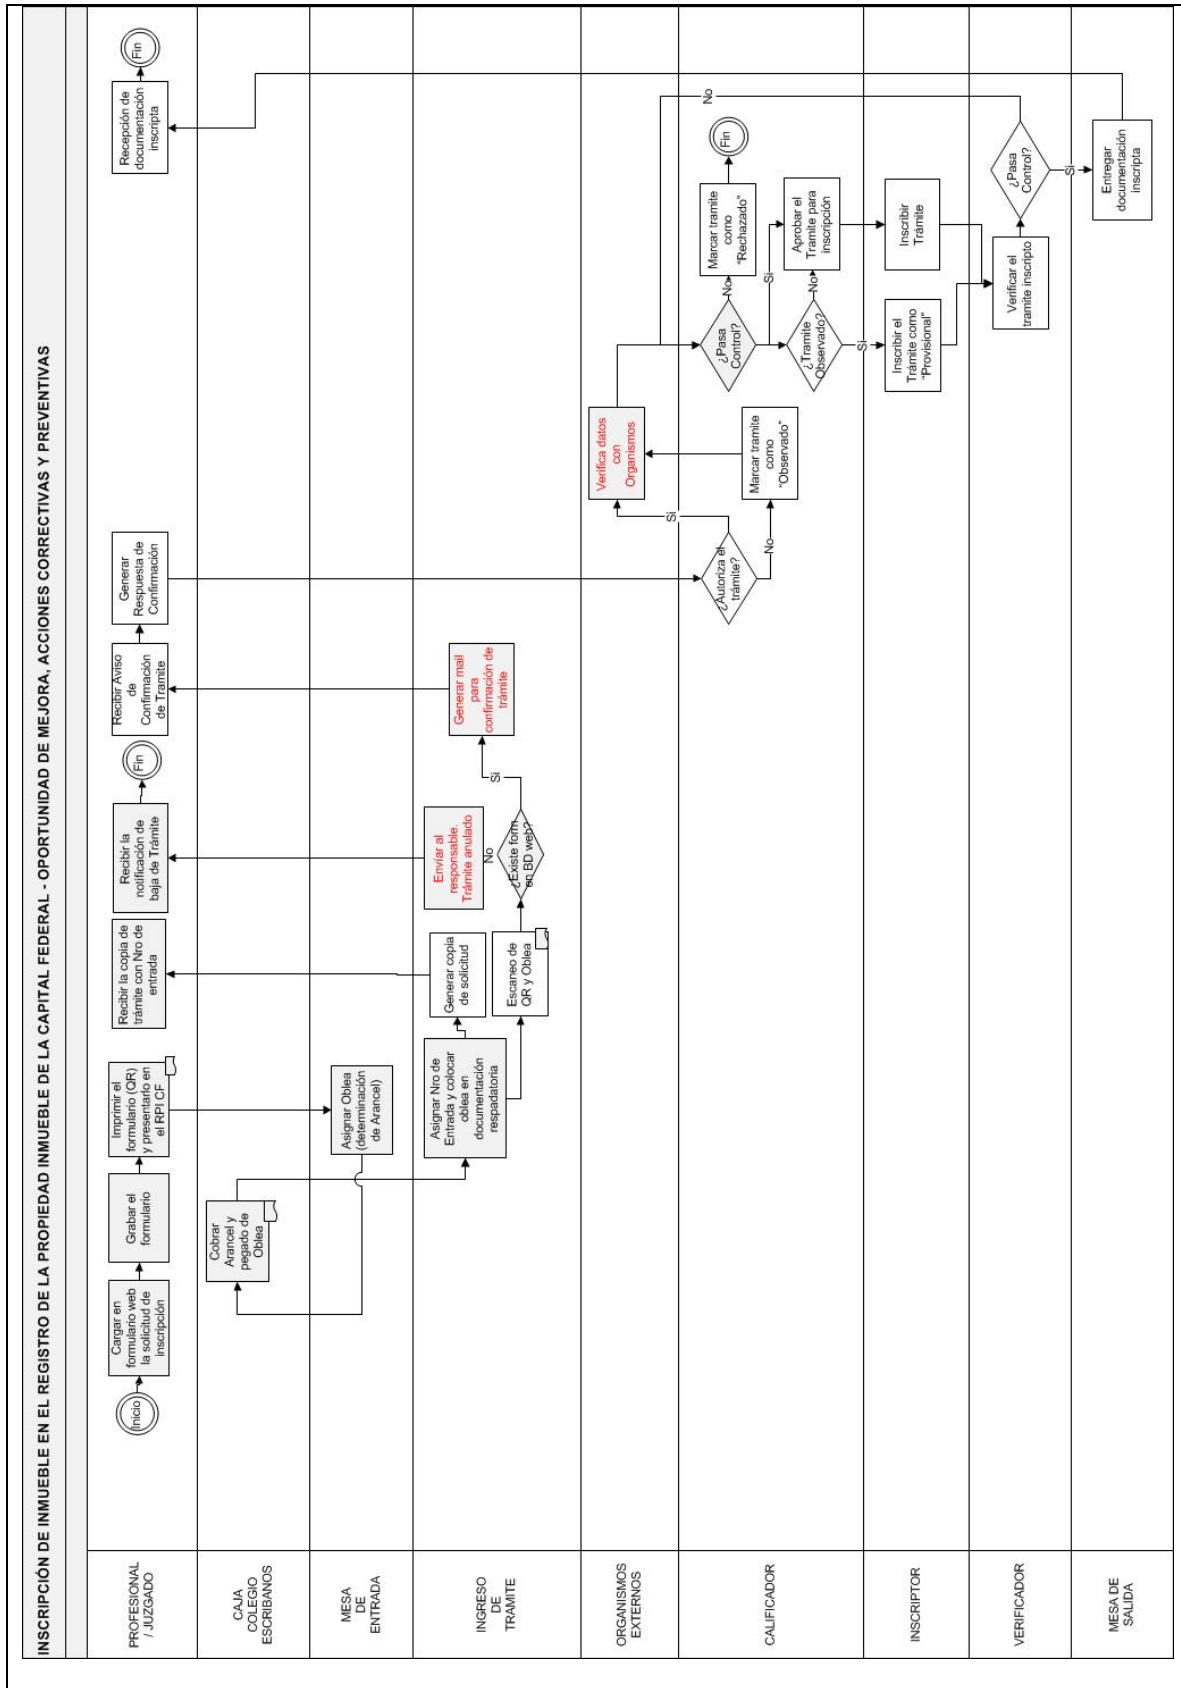 INSCRIPCIÓN DE INMUEBLE EN EL REGISTRO DE LA PROPIEDAD INMUEBLE DE LA CAPITAL FEDERAL - OPORTUNIDAD DE MEJORA, ACCIONES CORRECTIVAS Y PREVENTIVAS
PROFESIONAL
/ JUZGADO
Inicio
Cargar en
formulario web
la solicitud de
inscripción
Grabar el
formulario
Imprimir el
formulario (QR)
y presentarlo en
el RPI CF
Recibir la copia de
trámite con Nro de
entrada
Recibir la
notificación de
baja de Trámite
Fin
Recibir Aviso
de
Confirmación
de Tramite
Generar
Respuesta de
Confirmación
Recepción de
documentación
inscripta
Fin
CAJA
COLEGIO
ESCRIBANOS
Cobrar
Arancel y
pegado de
Oblea
MESA
DE
ENTRADA
Asignar Oblea
(determinación
de Arancel)
INGRESO
DE
TRAMITE
Asignar Nro de
Entrada y colocar
oblea en
documentación
respadatoria
Generar copia
de solicitud
Escaneo de
QR y Oblea
Envíar al
responsable.
Trámite anulado
No
¿Existe form
en BD web?
Si
Generar mail
para
confirmación de
trámite
ORGANISMOS
EXTERNOS
Si
Verifica datos
con
Organismos
CALIFICADOR
¿Autoriza el
trámite?
No
Marcar tramite
como
"Observado"
¿Pasa
Control?
No
Marcar tramite
como
"Rechazado"
Fin
Si
¿Tramite
Observado?
No
Aprobar el
Tramite para
inscripción
Si
INSCRIPTOR
Inscribir el
Trámite como
"Provisional"
Inscribir
Trámite
VERIFICADOR
Verificar el
tramite inscripto
¿Pasa
Control?
No
Si
MESA DE
SALIDA
Entregar
documentación
inscripta